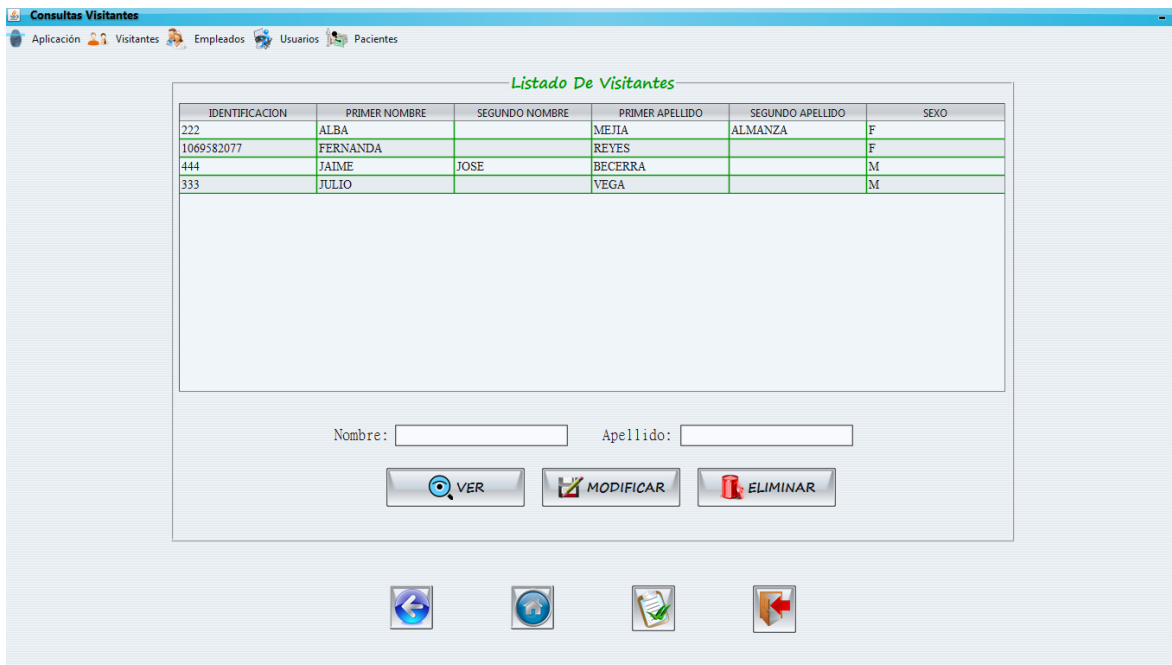 Consultas Visitantes
Aplicación Visitantes Empleados Usuarios Pacientes
Listado De Visitantes
IDENTIFICACION PRIMER NOMBRE SEGUNDO NOMBRE PRIMER APELLIDO SEGUNDO APELLIDO SEXO
222 ALBA MEJIA ALMANZA F
1069582077 FERNANDA REYES F
444 JAIME JOSE BECERRA M
333 JULIO VEGA M
Nombre: Apellido:
VER MODIFICAR ELIMINAR